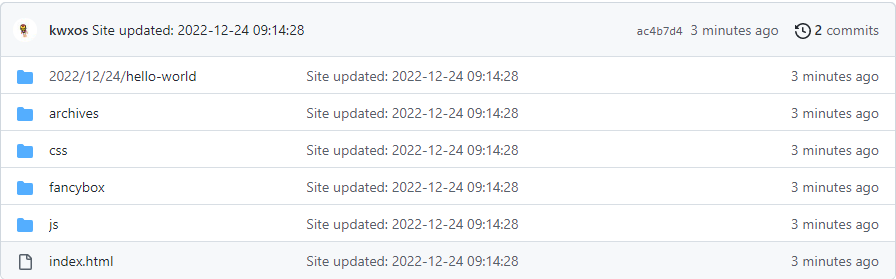 kwxos Site updated: 2022-12-24 09:14:28 ac4b7d4 3 minutes ago 2 commits
2022/12/24/hello-world Site updated: 2022-12-24 09:14:28 3 minutes ago
archives Site updated: 2022-12-24 09:14:28 3 minutes ago
css Site updated: 2022-12-24 09:14:28 3 minutes ago
fancybox Site updated: 2022-12-24 09:14:28 3 minutes ago
js Site updated: 2022-12-24 09:14:28 3 minutes ago
index.html Site updated: 2022-12-24 09:14:28 3 minutes ago